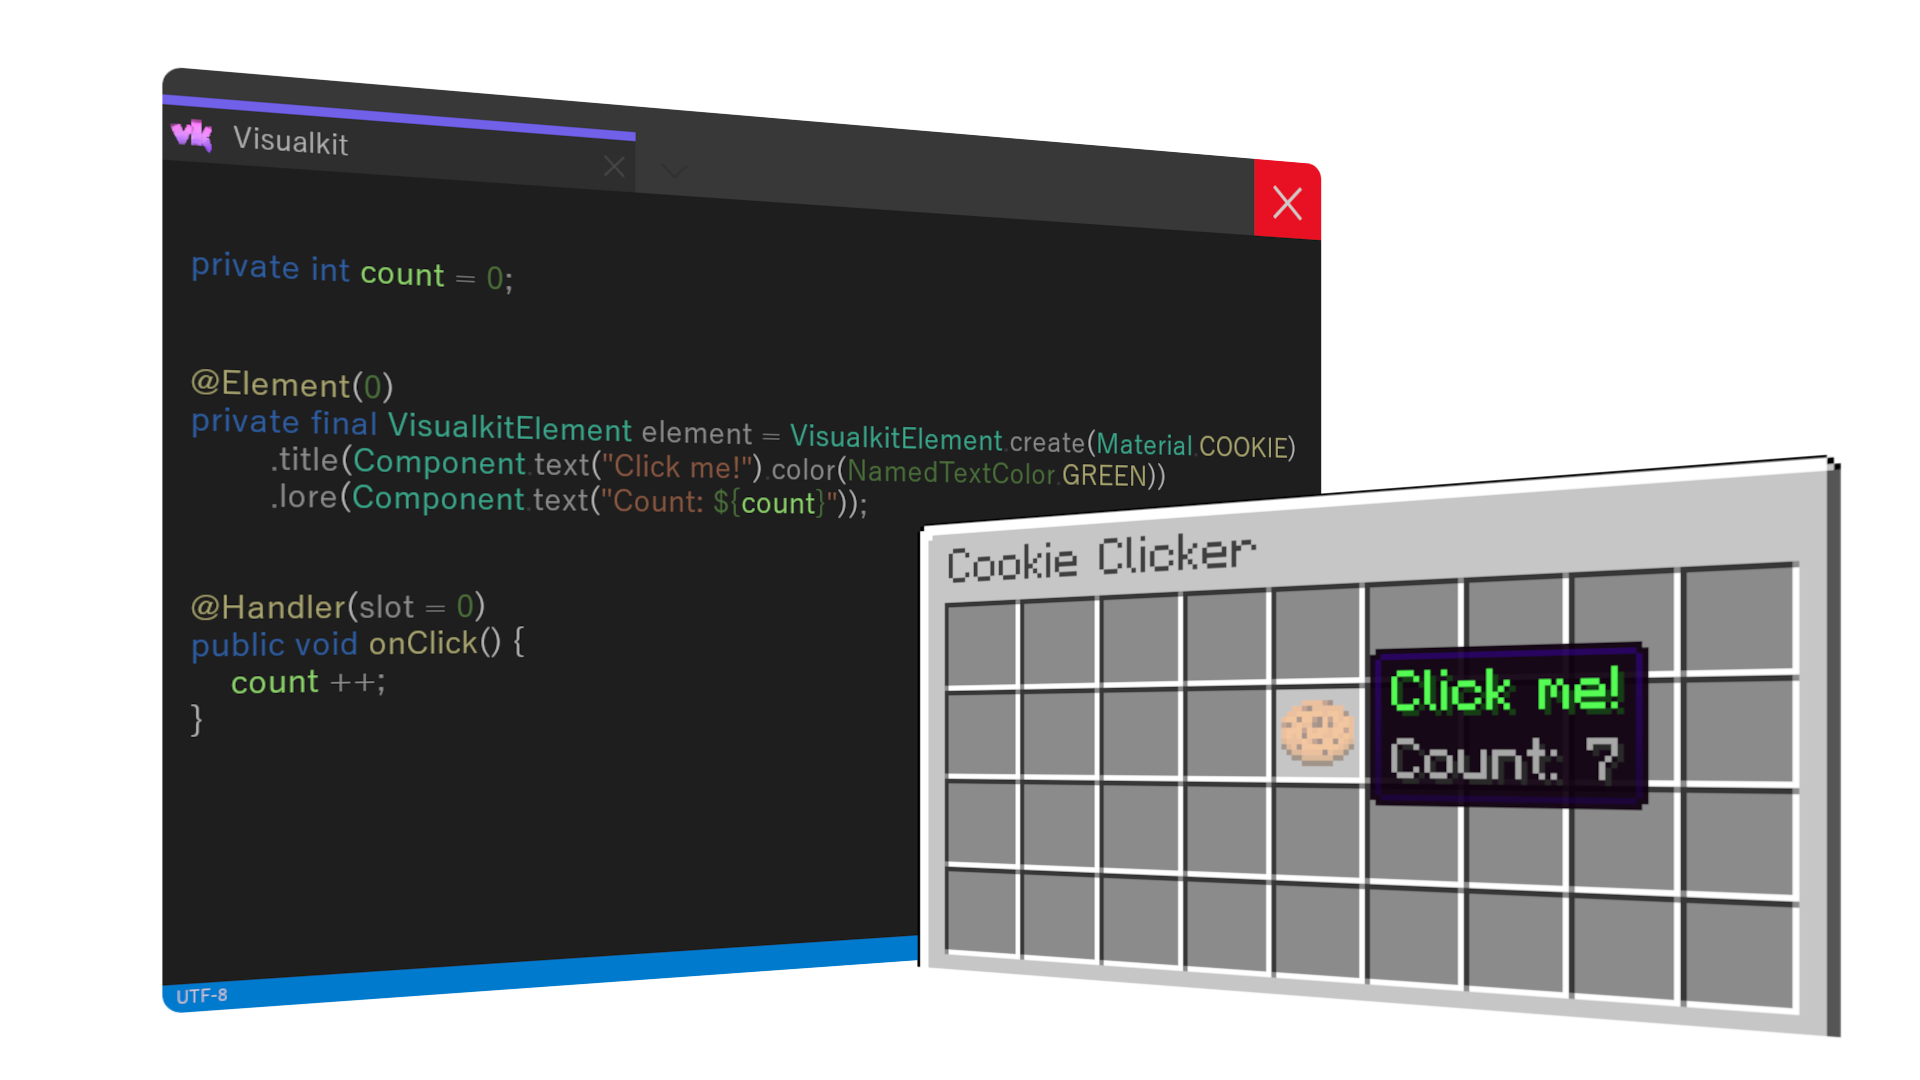 vk Visualkit
private int count = 0;
@Element(0)
private final VisualkitElement element = VisualkitElement.create(Material.COOKIE)
.title(Component.text("Click me!").color(NamedTextColor.GREEN))
.lore(Component.text("Count: ${count}"));
@Handler(slot = 0)
public void onClick() {
count ++;
}
UTF-8
Cookie Clicker
Click me!
Count: 7